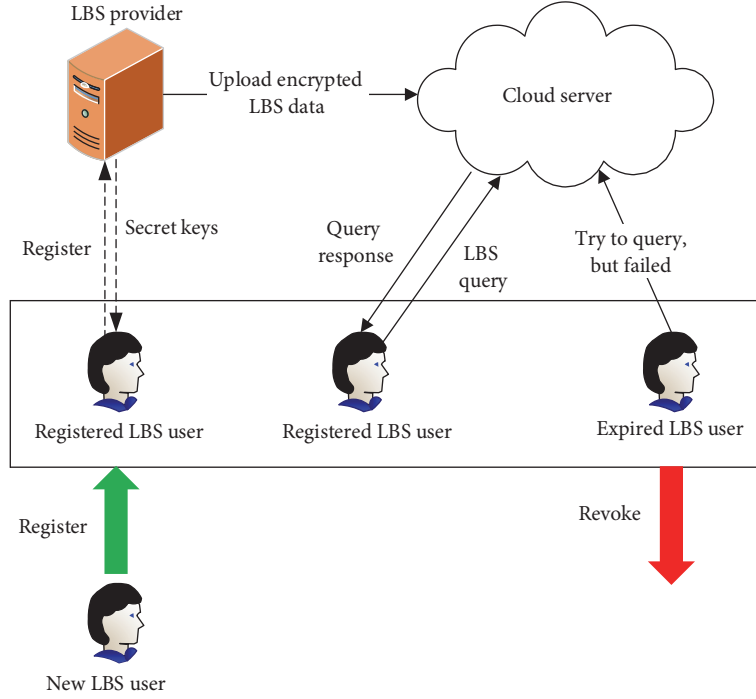 LBS provider
Upload encrypted
LBS data
Cloud server
Register
Secret keys
Query
response
LBS
query
Try to query,
but failed
Registered LBS user
Registered LBS user
Expired LBS user
Register
Revoke
New LBS user